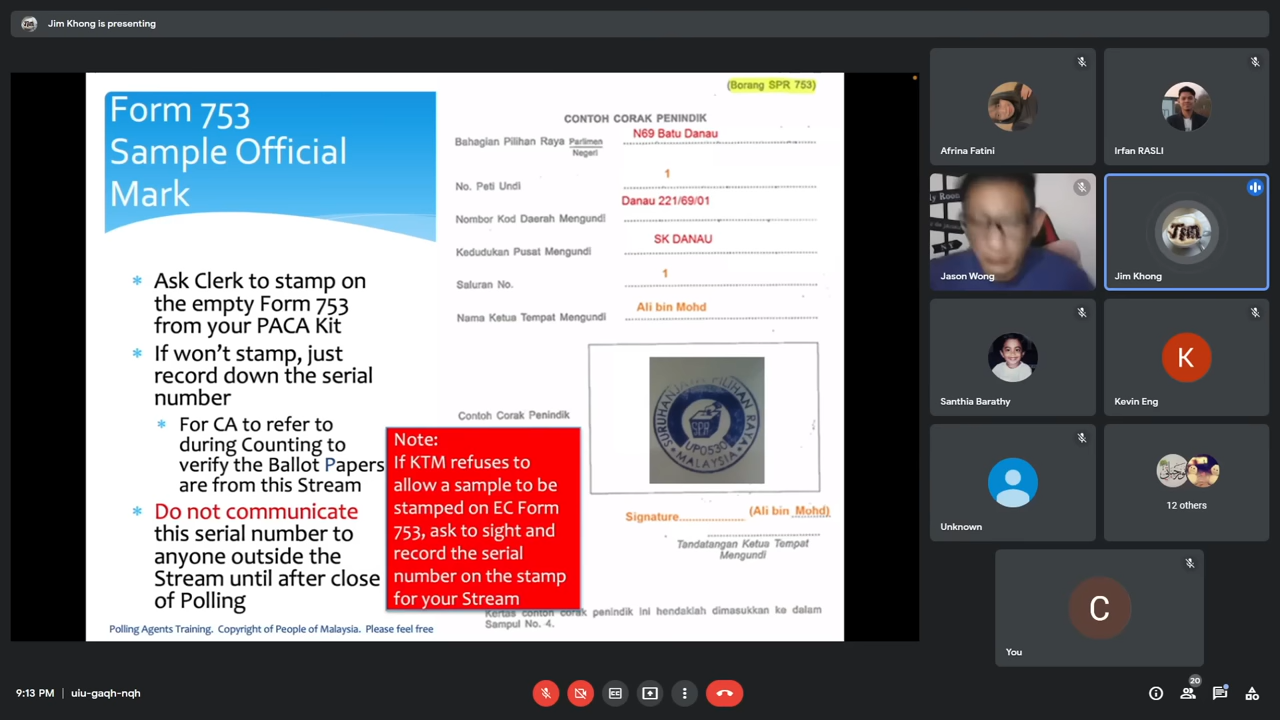 Jim Khong is presenting
Form 753
Sample Official
Mark
* Ask Clerk to stamp on
the empty Form 753
from your PACA Kit
* If won't stamp, just
record down the serial
number
* For CA to refer to
during Counting to
verify the Ballot Papers
are from this Stream
* Do not communicate
this serial number to
anyone outside the
Stream until after close
of Polling
Polling Agents Training. Copyright of People of Malaysia. Please feel free
(Borang SPR 753)
CONTOH CORAK PENINDIK
Bahagian Pilihan Raya Parlimen
Negeri
N69 Batu Danau
No. Peti Undi
1
Nombor Kod Daerah Mengundi
Danau 221/69/01
Kedudukan Pusat Mengundi
SK DANAU
Saluran No.
1
Nama Ketua Tempat Mengundi
Ali bin Mohd
Contoh Corak Penindik
SURUHANJAYA PILIHAN RAYA
SPR
UP0530
* MALAYSIA *
Note:
If KTM refuses to
allow a sample to be
stamped on EC Form
753, ask to sight and
record the serial
number on the stamp
for your Stream
Signature................ (Ali bin Mohd)
Tandatangan Ketua Tempat
Mengundi
Kertas contoh corak penindik ini hendaklah dimasukkan ke dalam
Sampul No. 4.
Afrina Fatini
Irfan RASLI
Jason Wong
Jim
Jim Khong
Santhia Barathy
K
Kevin Eng
Unknown
12 others
C
You
9:13 PM | uiu-gaqh-nqh
20